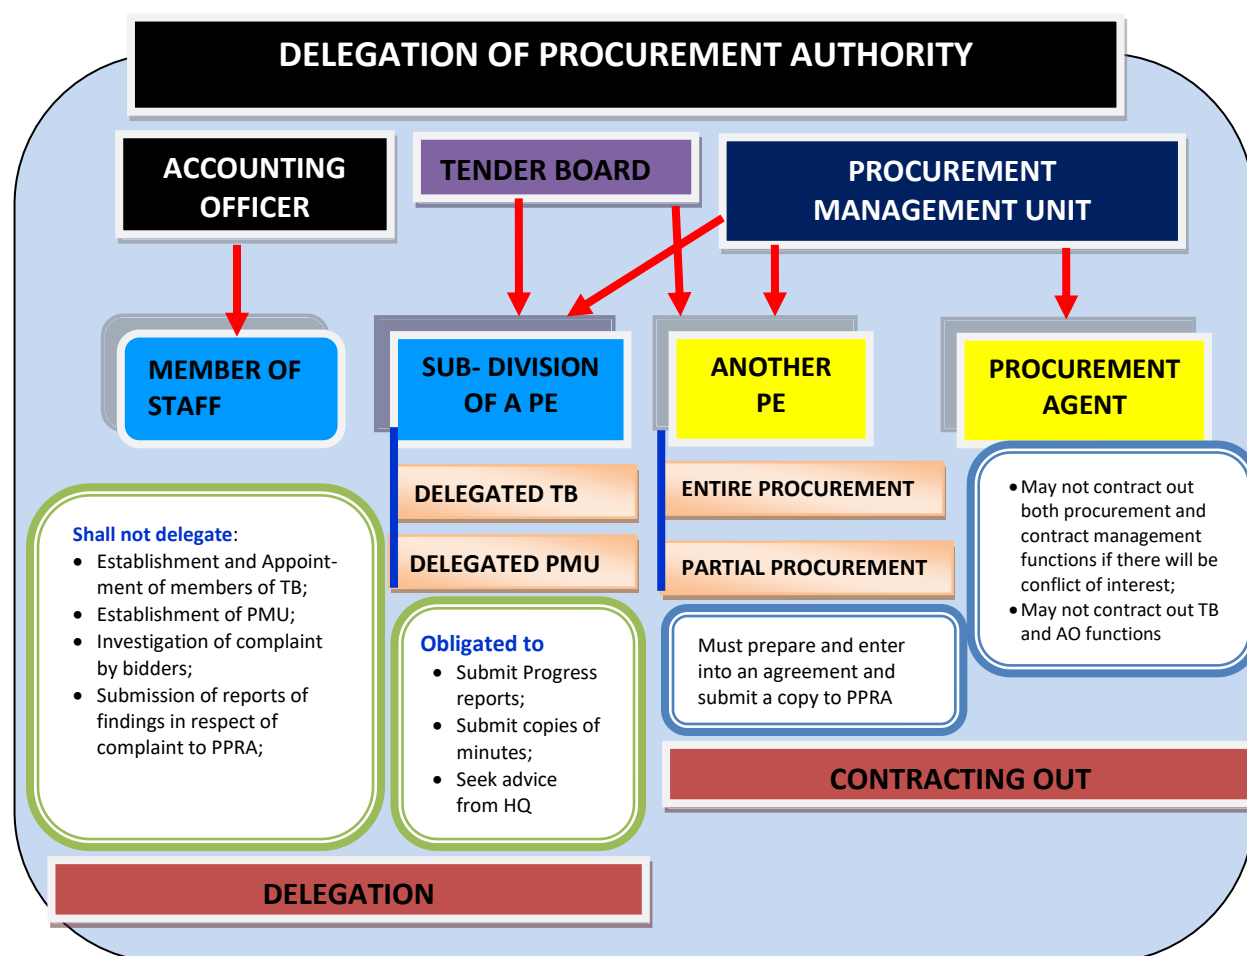 DELEGATION OF PROCUREMENT AUTHORITY
ACCOUNTING
OFFICER
TENDER BOARD
PROCUREMENT
MANAGEMENT UNIT
MEMBER OF
STAFF
SUB- DIVISION
OF A PE
ANOTHER
PE
PROCUREMENT
AGENT
Shall not delegate:
• Establishment and Appoint-
ment of members of TB;
• Establishment of PMU;
• Investigation of complaint
by bidders;
• Submission of reports of
findings in respect of
complaint to PPRA;
DELEGATED TB
DELEGATED PMU
Obligated to
• Submit Progress
reports;
• Submit copies of
minutes;
• Seek advice
from HQ
ENTIRE PROCUREMENT
PARTIAL PROCUREMENT
Must prepare and enter
into an agreement and
submit a copy to PPRA
• May not contract out
both procurement and
contract management
functions if there will be
conflict of interest;
• May not contract out TB
and AO functions
CONTRACTING OUT
DELEGATION